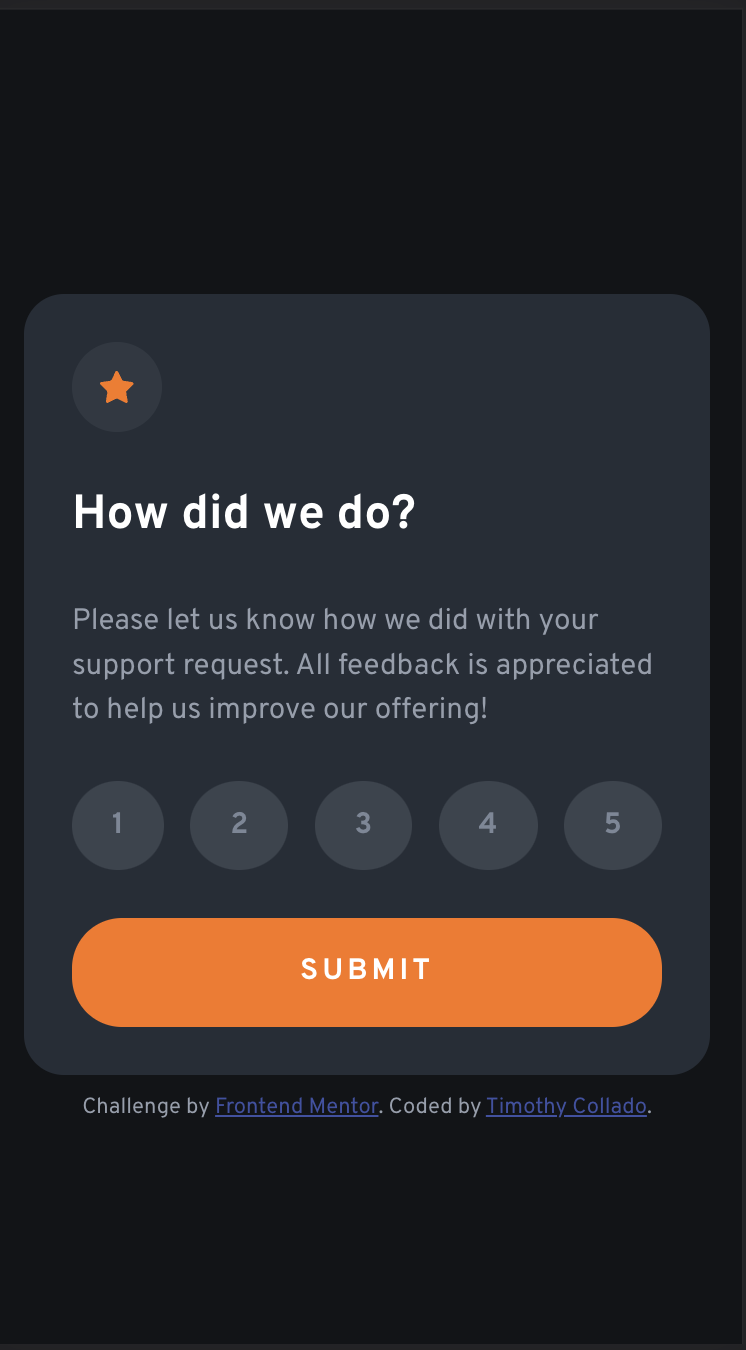 How did we do?
Please let us know how we did with your
support request. All feedback is appreciated
to help us improve our offering!
1 2 3 4 5
SUBMIT
Challenge by Frontend Mentor. Coded by Timothy Collado.